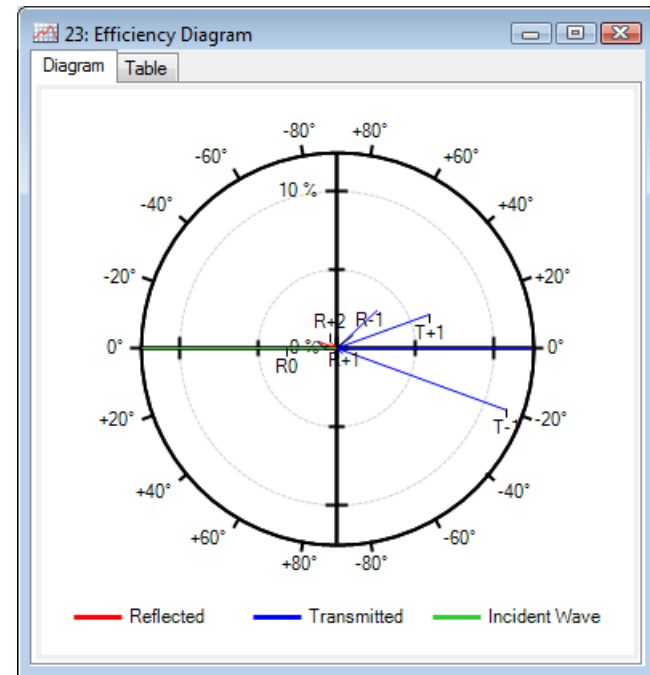 23: Efficiency Diagram
Diagram
Table
-80° +80°
-60° +60°
10 %
-40° +40°
-20° +20°
R+2 R-1
T+1
0° 0 % 0°
R0 R+1
T-1
+20° -20°
+40° -40°
+60° -60°
+80° -80°
Reflected Transmitted Incident Wave